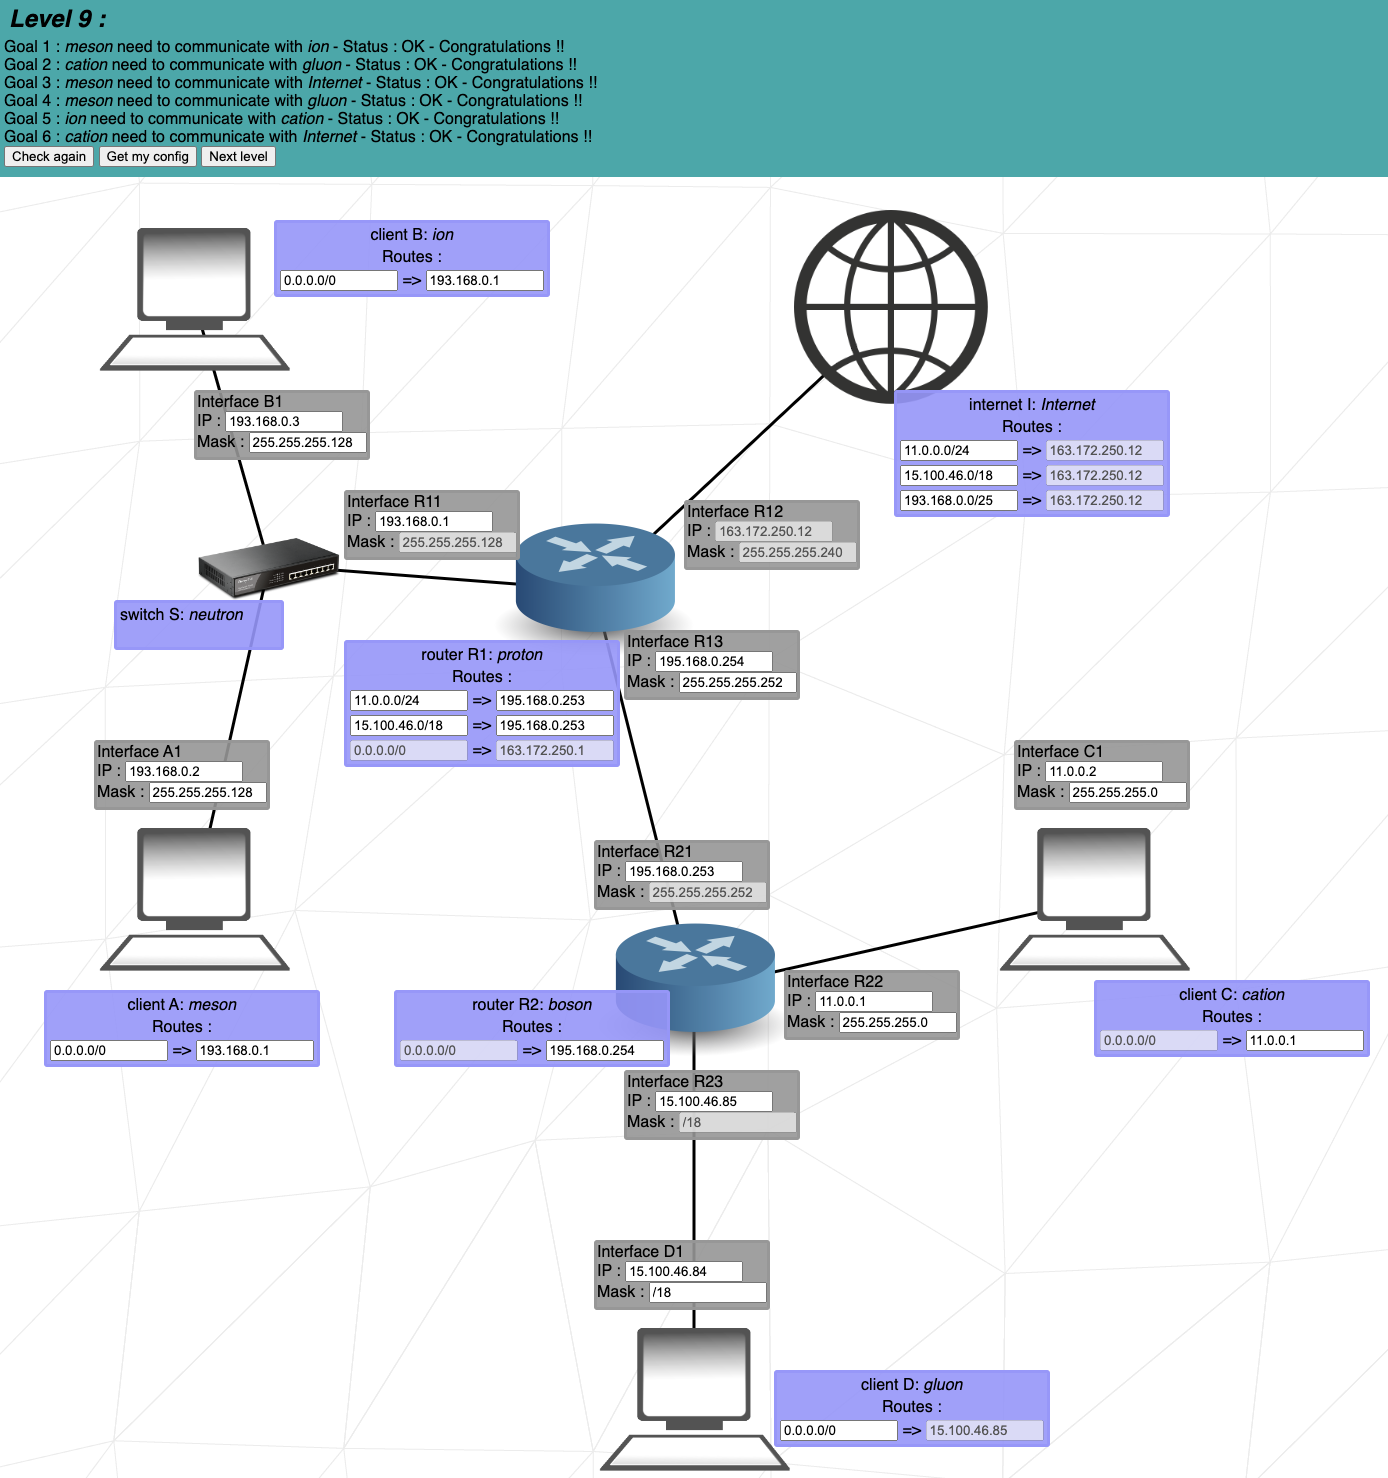 Level 9 :
Goal 1 : meson need to communicate with ion - Status : OK - Congratulations !!
Goal 2 : cation need to communicate with gluon - Status : OK - Congratulations !!
Goal 3 : meson need to communicate with Internet - Status : OK - Congratulations !!
Goal 4 : meson need to communicate with gluon - Status : OK - Congratulations !!
Goal 5 : ion need to communicate with cation - Status : OK - Congratulations !!
Goal 6 : cation need to communicate with Internet - Status : OK - Congratulations !!
Check again Get my config Next level
client B: ion
Routes :
0.0.0.0/0 => 193.168.0.1
Interface B1
IP : 193.168.0.3
Mask : 255.255.255.128
internet I: Internet
Routes :
11.0.0.0/24 => 163.172.250.12
15.100.46.0/18 => 163.172.250.12
193.168.0.0/25 => 163.172.250.12
Interface R11
IP : 193.168.0.1
Mask : 255.255.255.128
Interface R12
IP : 163.172.250.12
Mask : 255.255.255.240
switch S: neutron
Interface R13
IP : 195.168.0.254
Mask : 255.255.255.252
router R1: proton
Routes :
11.0.0.0/24 => 195.168.0.253
15.100.46.0/18 => 195.168.0.253
0.0.0.0/0 => 163.172.250.1
Interface A1
IP : 193.168.0.2
Mask : 255.255.255.128
Interface C1
IP : 11.0.0.2
Mask : 255.255.255.0
Interface R21
IP : 195.168.0.253
Mask : 255.255.255.252
Interface R22
IP : 11.0.0.1
Mask : 255.255.255.0
client A: meson
Routes :
0.0.0.0/0 => 193.168.0.1
router R2: boson
Routes :
0.0.0.0/0 => 195.168.0.254
client C: cation
Routes :
0.0.0.0/0 => 11.0.0.1
Interface R23
IP : 15.100.46.85
Mask : /18
Interface D1
IP : 15.100.46.84
Mask : /18
client D: gluon
Routes :
0.0.0.0/0 => 15.100.46.85